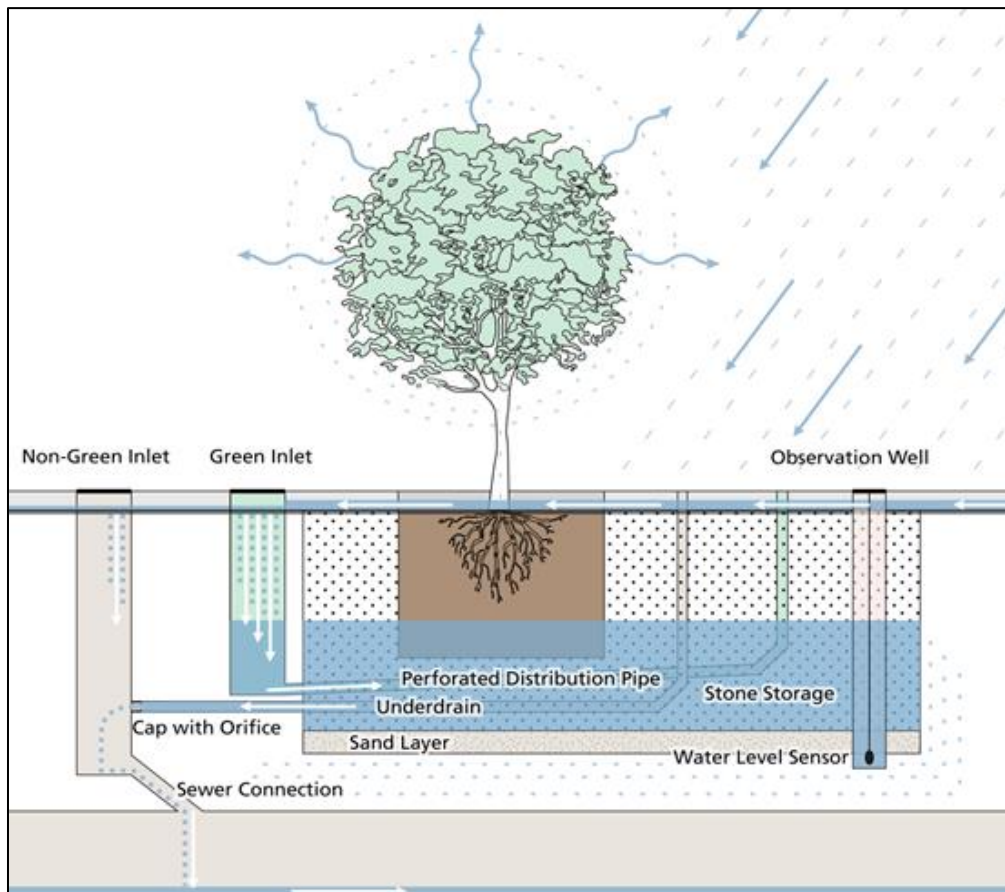 Non-Green Inlet
Green Inlet
Observation Well
Perforated Distribution Pipe
Stone Storage
Underdrain
Cap with Orifice
Sand Layer
Water Level Sensor
Sewer Connection